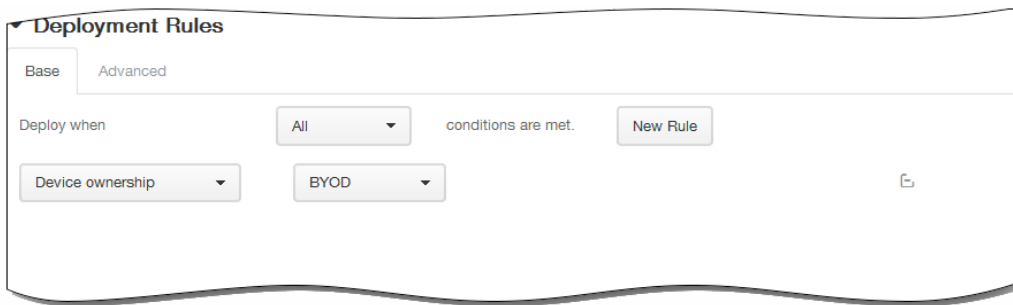 Deployment Rules
Base Advanced
Deploy when All conditions are met. New Rule
Device ownership BYOD